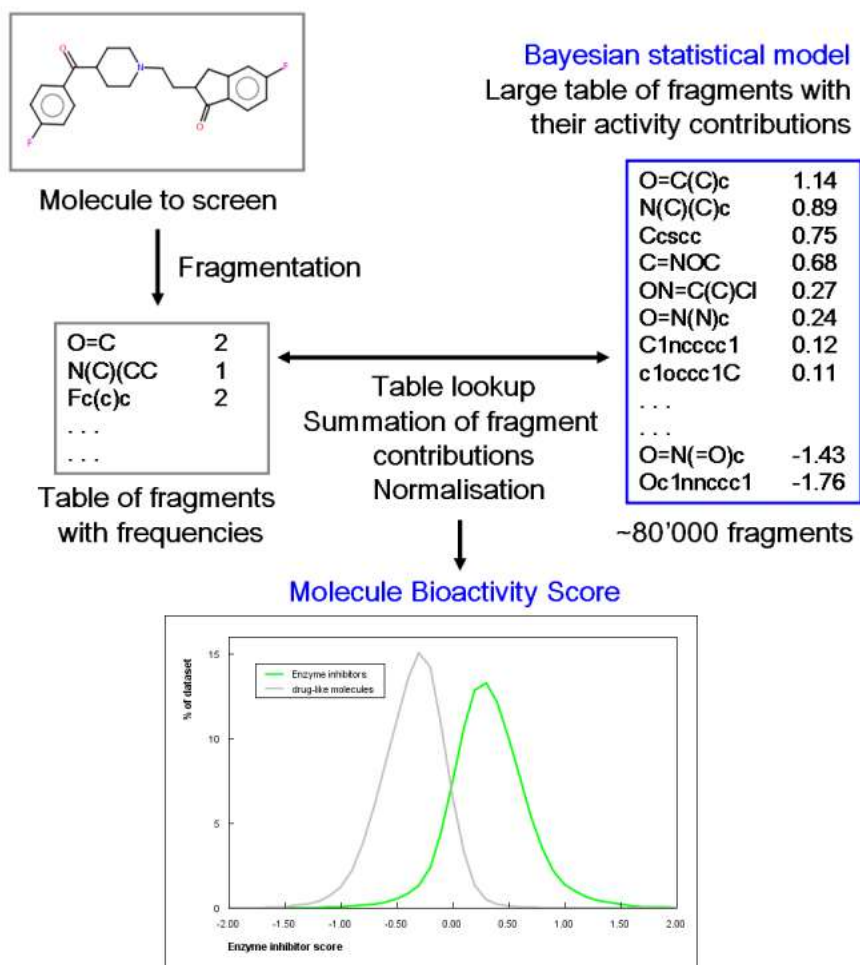 O
N
F
O
F
Molecule to screen
Fragmentation
Bayesian statistical model
Large table of fragments with
their activity contributions
O=C(C)c 1.14
N(C)(C)c 0.89
Ccscc 0.75
C=NOC 0.68
ON=C(C)Cl 0.27
O=N(N)c 0.24
C1ncccc1 0.12
c1occc1C 0.11
. . .
. . .
O=N(=O)c -1.43
Oc1nnccc1 -1.76
~80'000 fragments
O=C 2
N(C)(CC 1
Fc(c)c 2
. . .
. . .
Table of fragments
with frequencies
Table lookup
Summation of fragment
contributions
Normalisation
Molecule Bioactivity Score
% of dataset
15
10
5
0
Enzyme inhibitors
drug-like molecules
-2.00 -1.50 -1.00 -0.50 0.00 0.50 1.00 1.50 2.00
Enzyme inhibitor score